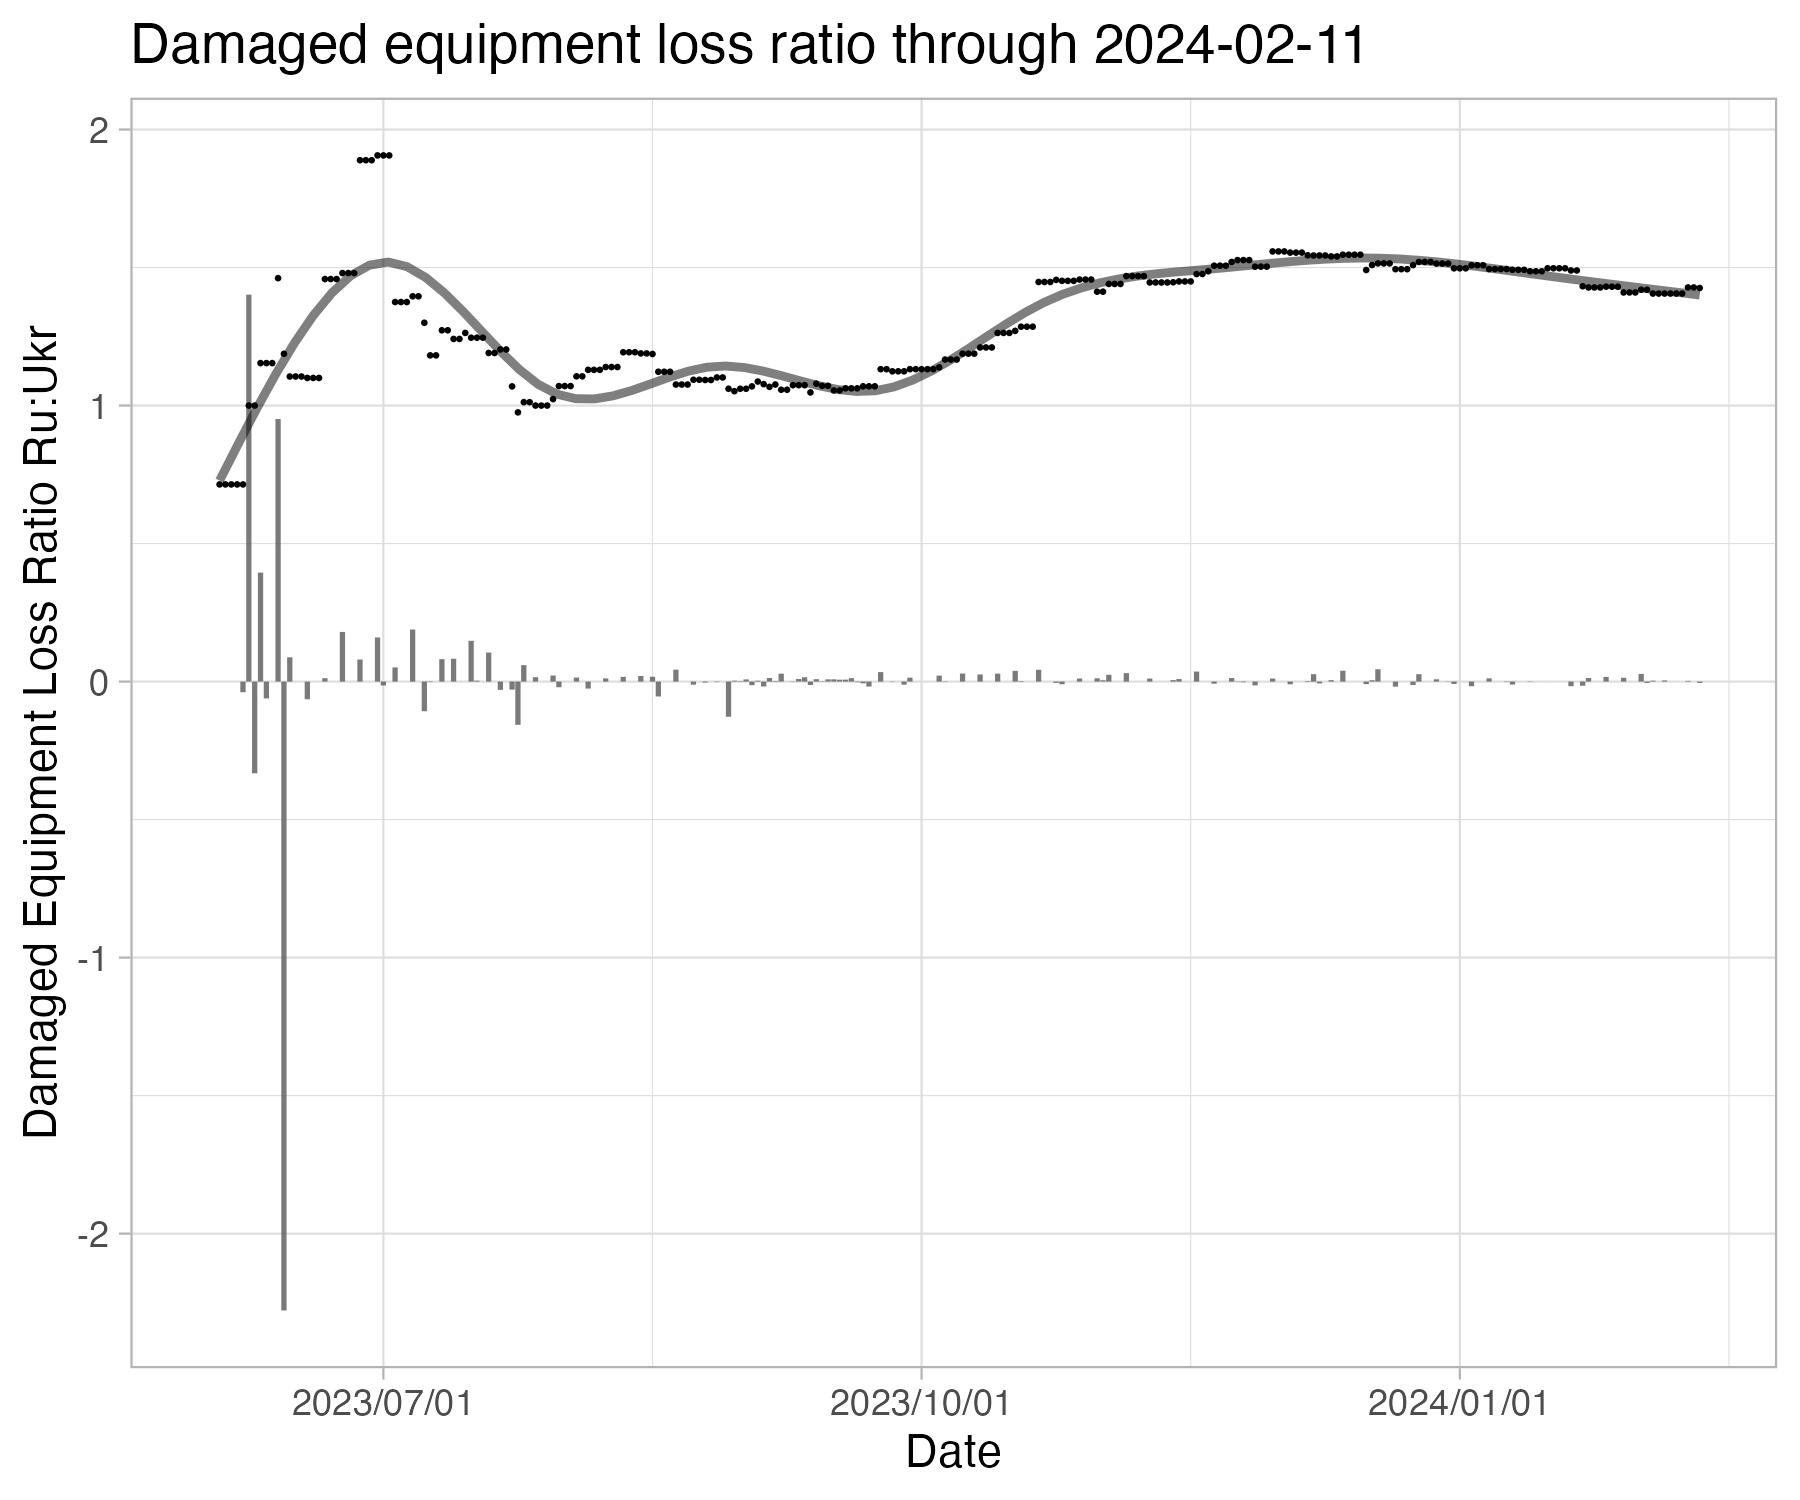 Damaged equipment loss ratio through 2024-02-11
Damaged Equipment Loss Ratio Ru:Ukr
2
1
0
-1
-2
2023/07/01
2023/10/01
2024/01/01
Date